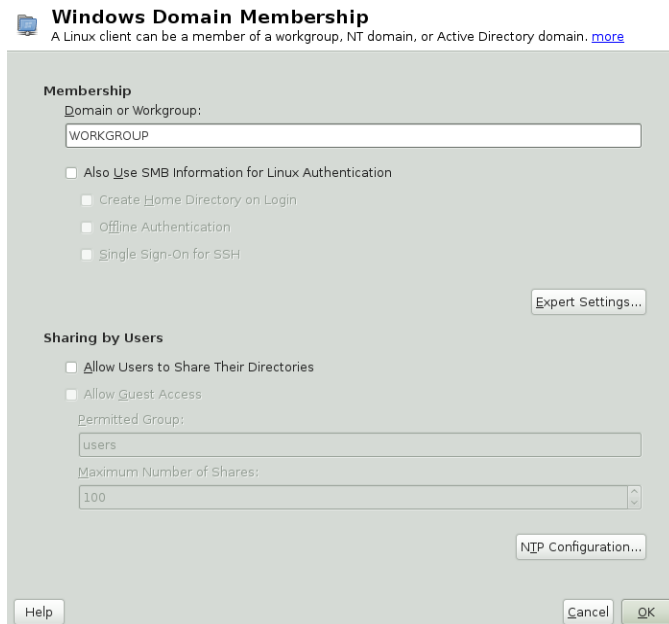 Windows Domain Membership
A Linux client can be a member of a workgroup, NT domain, or Active Directory domain. more
Membership
Domain or Workgroup:
WORKGROUP
Also Use SMB Information for Linux Authentication
Create Home Directory on Login
Offline Authentication
Single Sign-On for SSH
Expert Settings...
Sharing by Users
Allow Users to Share Their Directories
Allow Guest Access
Permitted Group:
users
Maximum Number of Shares:
100
NTP Configuration...
Help Cancel OK